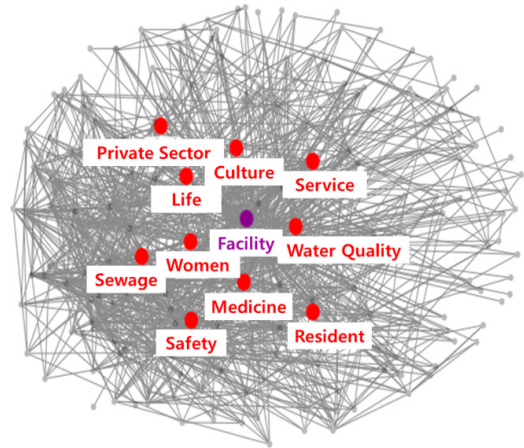 Private Sector
Culture
Service
Life
Facility
Water Quality
Women
Sewage
Medicine
Resident
Safety